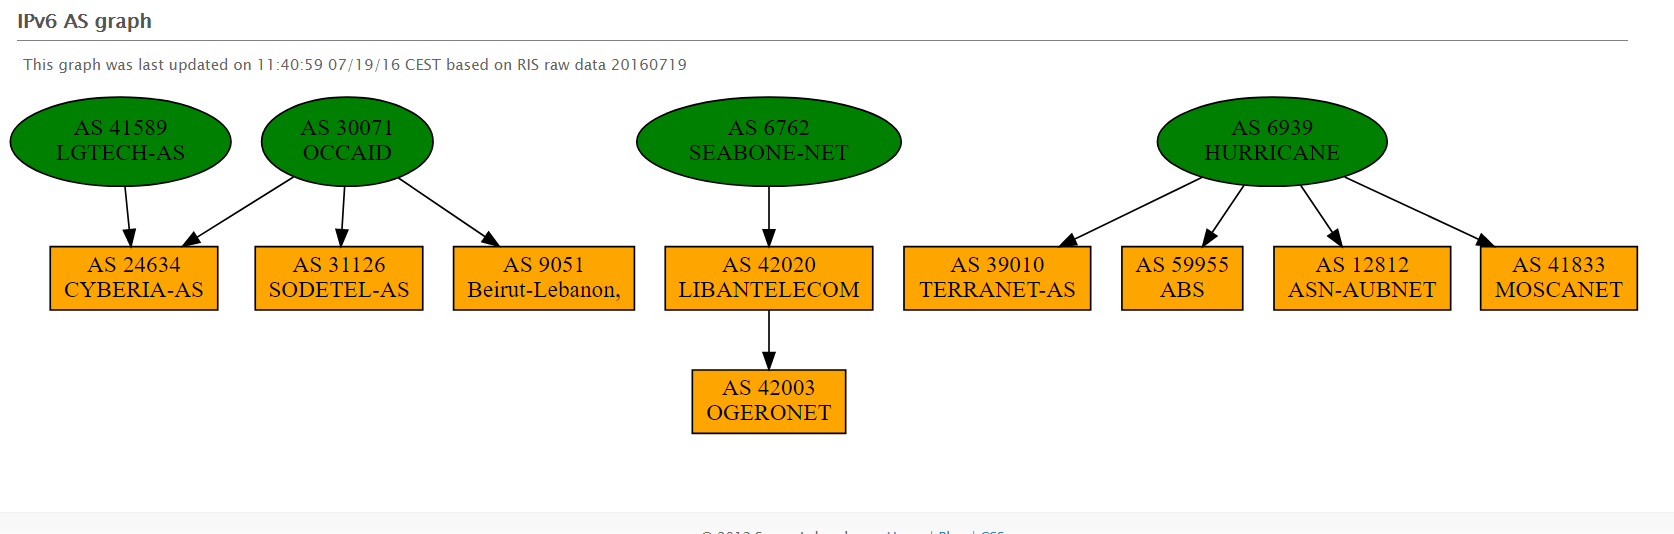 IPv6 AS graph
This graph was last updated on 11:40:59 07/19/16 CEST based on RIS raw data 20160719
AS 41589
LGTECH-AS
AS 30071
OCCAID
AS 6762
SEABONE-NET
AS 6939
HURRICANE
AS 24634
CYBERIA-AS
AS 31126
SODETEL-AS
AS 9051
Beirut-Lebanon,
AS 42020
LIBANTELECOM
AS 39010
TERRANET-AS
AS 59955
ABS
AS 12812
ASN-AUBNET
AS 41833
MOSCANET
AS 42003
OGERONET